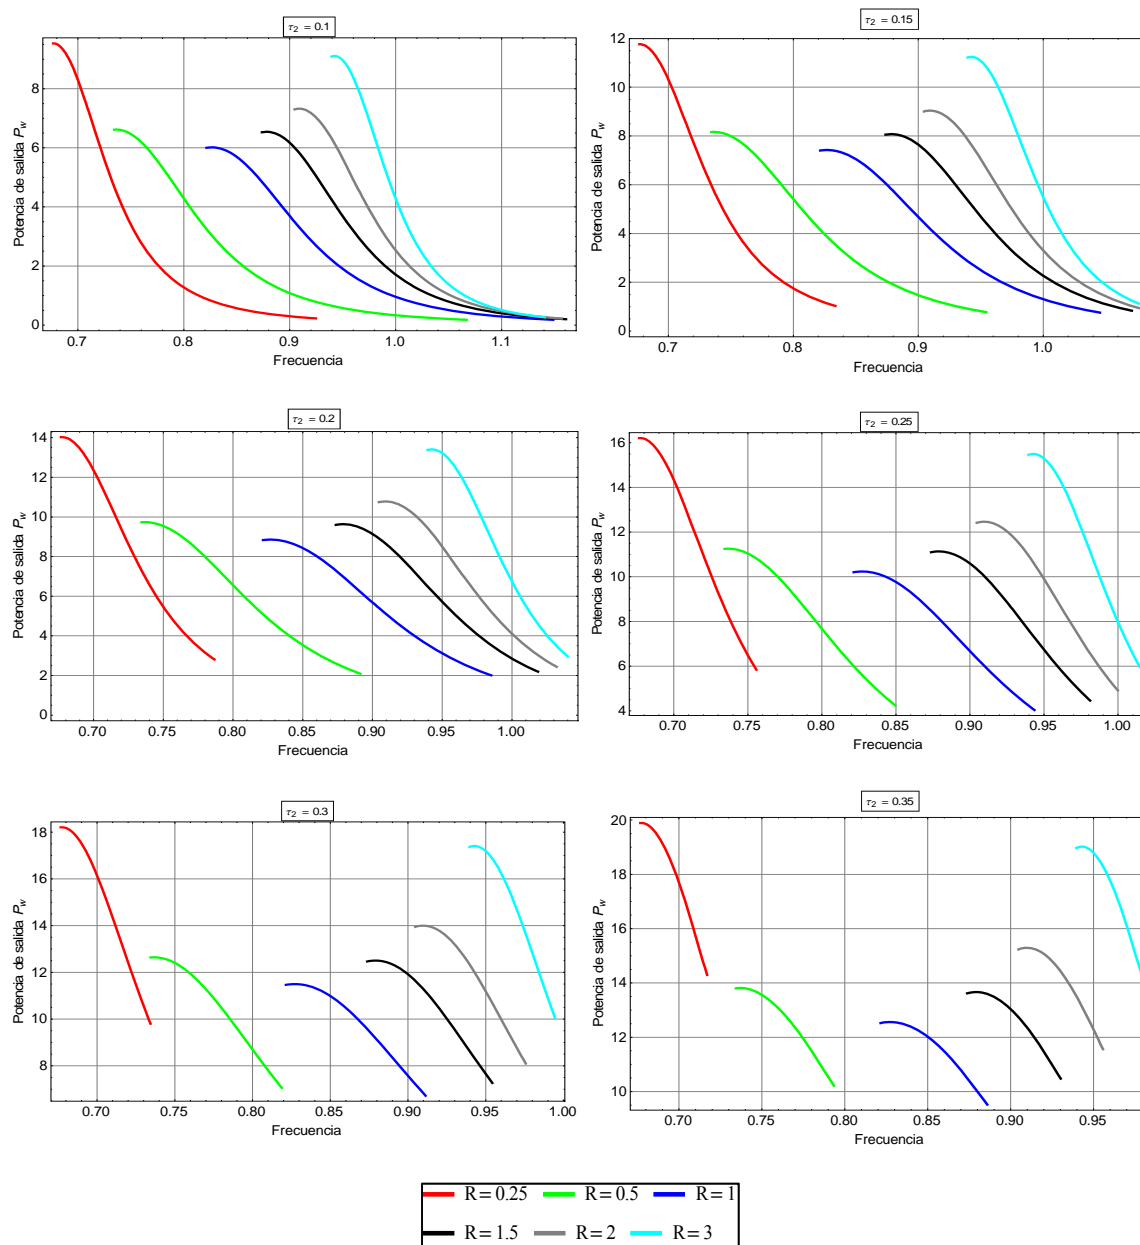 τ2 = 0.1
Potencia de salida Pw
8
6
4
2
0
0.7 0.8 0.9 1.0 1.1
Frecuencia
τ2 = 0.15
Potencia de salida Pw
12
10
8
6
4
2
0
0.7 0.8 0.9 1.0
Frecuencia
τ2 = 0.2
Potencia de salida Pw
14
12
10
8
6
4
2
0
0.70 0.75 0.80 0.85 0.90 0.95 1.00
Frecuencia
τ2 = 0.25
Potencia de salida Pw
16
14
12
10
8
6
4
0.70 0.75 0.80 0.85 0.90 0.95 1.00
Frecuencia
τ2 = 0.3
Potencia de salida Pw
18
16
14
12
10
8
0.70 0.75 0.80 0.85 0.90 0.95 1.00
Frecuencia
τ2 = 0.35
Potencia de salida Pw
20
18
16
14
12
10
0.70 0.75 0.80 0.85 0.90 0.95
Frecuencia
R = 0.25 R = 0.5 R = 1
R = 1.5 R = 2 R = 3